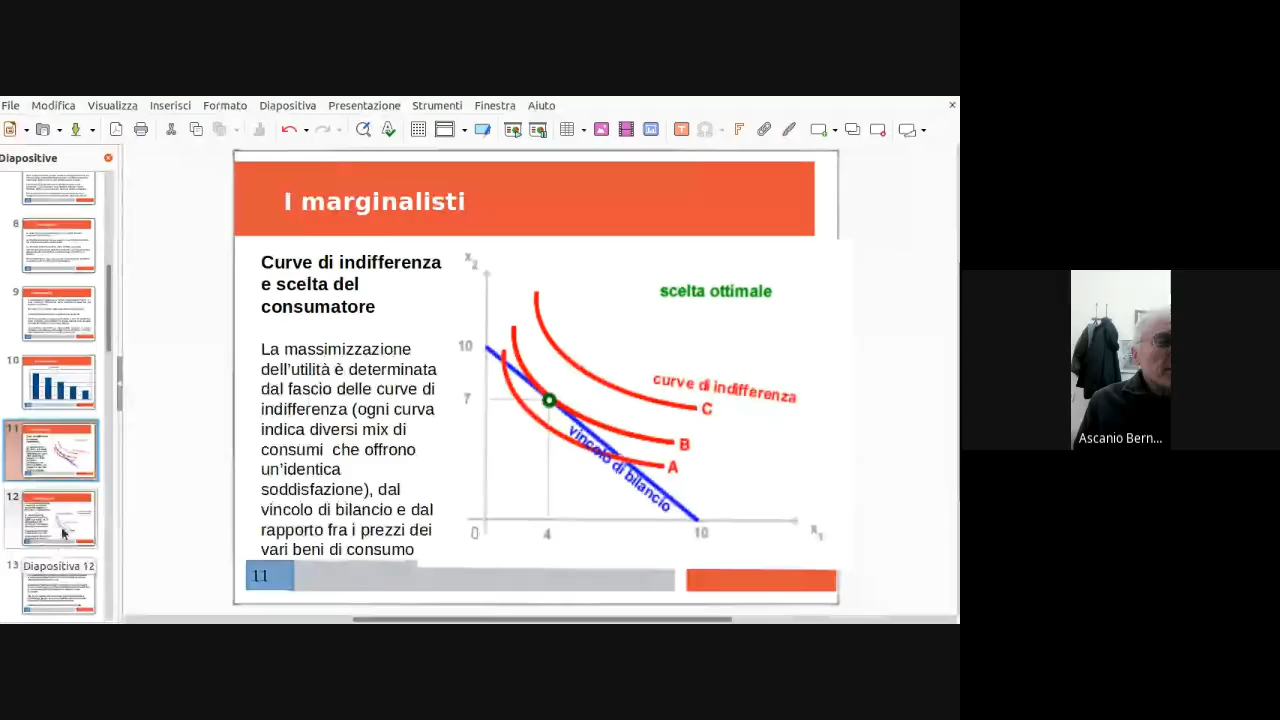 File Modifica Visualizza Inserisci Formato Diapositiva Presentazione Strumenti Finestra Aiuto
Diapositive
8
9
10
11
12
Diapositiva 12
13
I marginalisti
Curve di indifferenza
e scelta del
consumatore
La massimizzazione
dell'utilità è determinata
dal fascio delle curve di
indifferenza (ogni curva
indica diversi mix di
consumi che offrono
un'identica
soddisfazione), dal
vincolo di bilancio e dal
rapporto fra i prezzi dei
vari beni di consumo
x2
scelta ottimale
10
7
curve di indifferenza
C
B
A
vincolo di bilancio
0
4
10
x1
11
Ascanio Bern...